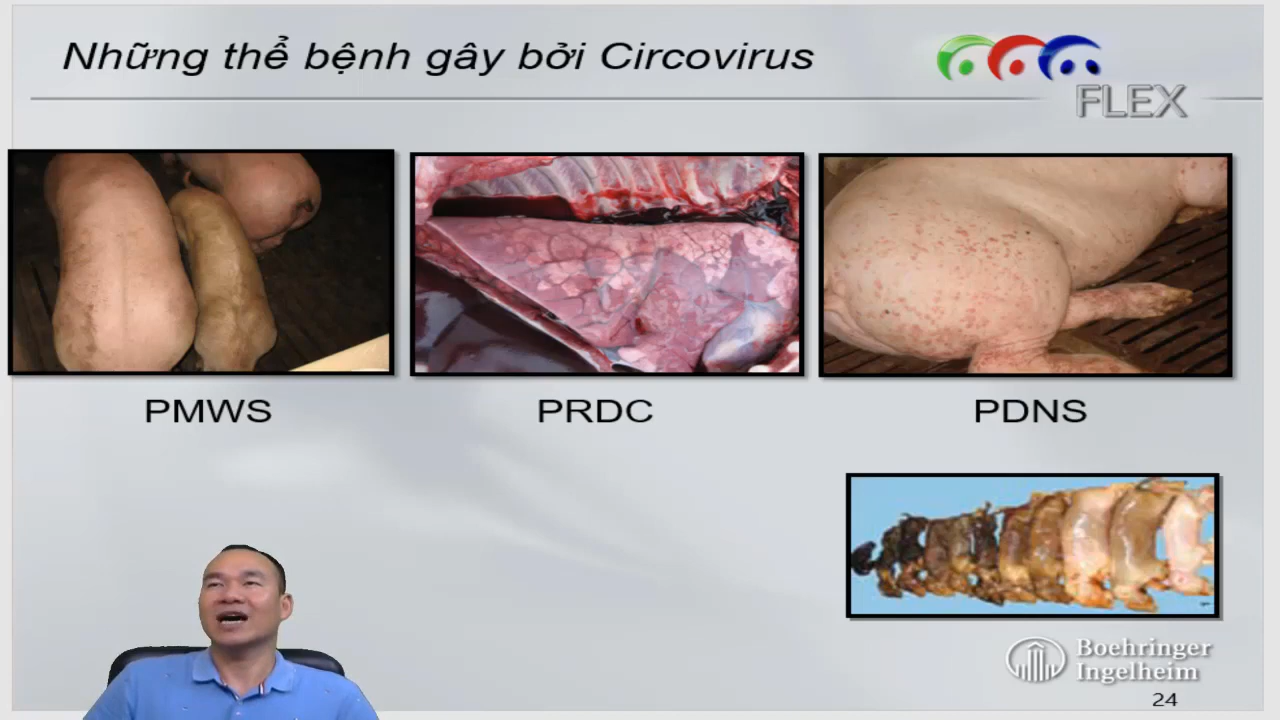 Những thể bệnh gây bởi Circovirus
FLEX
PMWS
PRDC
PDNS
Boehringer
Ingelheim
24